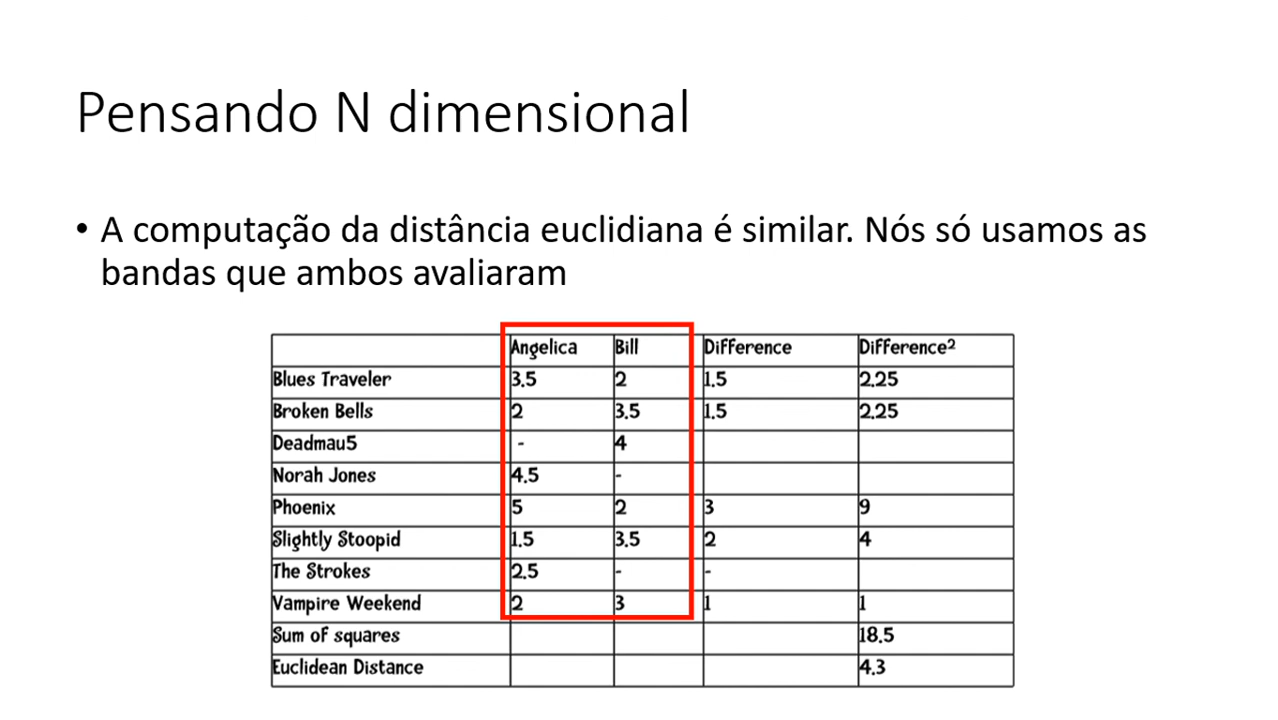 Pensando N dimensional
• A computação da distância euclidiana é similar. Nós só usamos as
bandas que ambos avaliaram
Angelica Bill Difference Difference²
Blues Traveler 3.5 2 1.5 2.25
Broken Bells 2 3.5 1.5 2.25
Deadmau5 - 4
Norah Jones 4.5 -
Phoenix 5 2 3 9
Slightly Stoopid 1.5 3.5 2 4
The Strokes 2.5 - -
Vampire Weekend 2 3 1 1
Sum of squares 18.5
Euclidean Distance 4.3